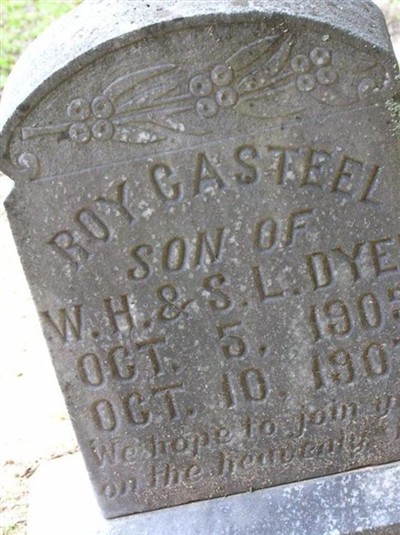 ROY CASTEEL
SON OF
W.H. & S.L. DYE
OCT. 5, 190
OCT. 10, 190
We hope to join
on the heavenly